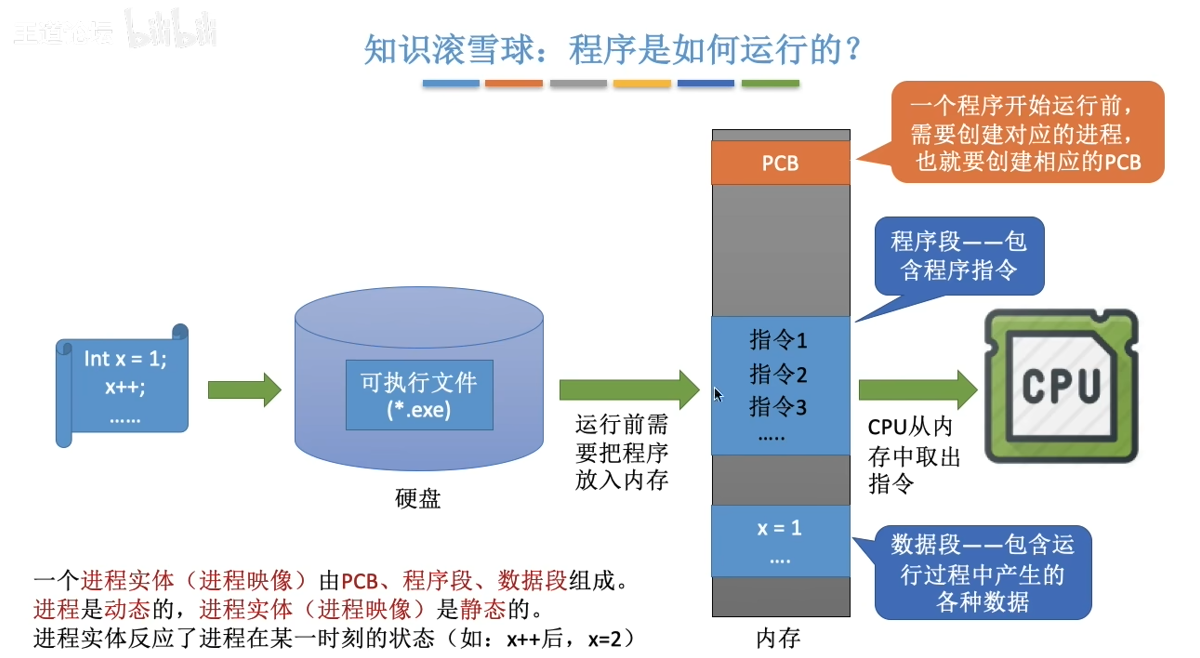 王道论坛 bilibili
知识滚雪球：程序是如何运行的？
一个程序开始运行前，
需要创建对应的进程，
也就要创建相应的PCB
PCB
程序段——包
含程序指令
Int x = 1;
x++;
……
可执行文件
(*.exe)
硬盘
运行前需
要把程序
放入内存
指令1
指令2
指令3
…..
CPU从内
存中取出
指令
CPU
x = 1
….
数据段——包含运
行过程中产生的
各种数据
内存
一个进程实体（进程映像）由PCB、程序段、数据段组成。
进程是动态的，进程实体（进程映像）是静态的。
进程实体反应了进程在某一时刻的状态（如：x++后，x=2）